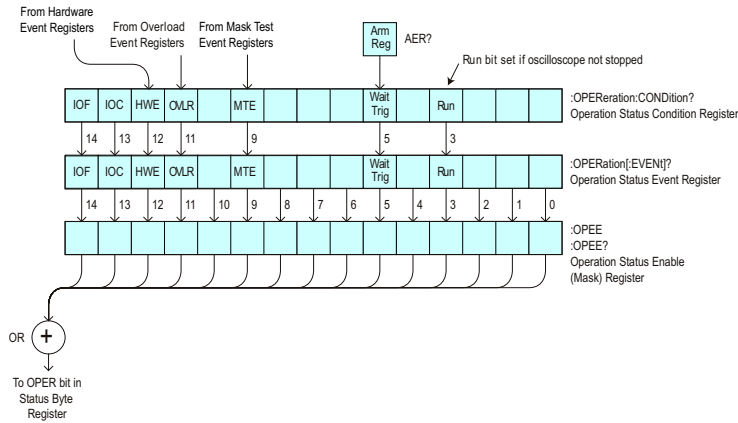 From Hardware
Event Registers
From Overload
Event Registers
From Mask Test
Event Registers
Arm
Reg
AER?
Run bit set if oscilloscope not stopped
IOF
IOC
HWE
OVLR
MTE
Wait
Trig
Run
:OPEReration:CONDition?
Operation Status Condition Register
14
13
12
11
9
5
3
IOF
IOC
HWE
OVLR
MTE
Wait
Trig
Run
:OPERation[:EVENt]?
Operation Status Event Register
14
13
12
11
10
9
8
7
6
5
4
3
2
1
0
:OPEE
:OPEE?
Operation Status Enable
(Mask) Register
OR
+
To OPER bit in
Status Byte
Register